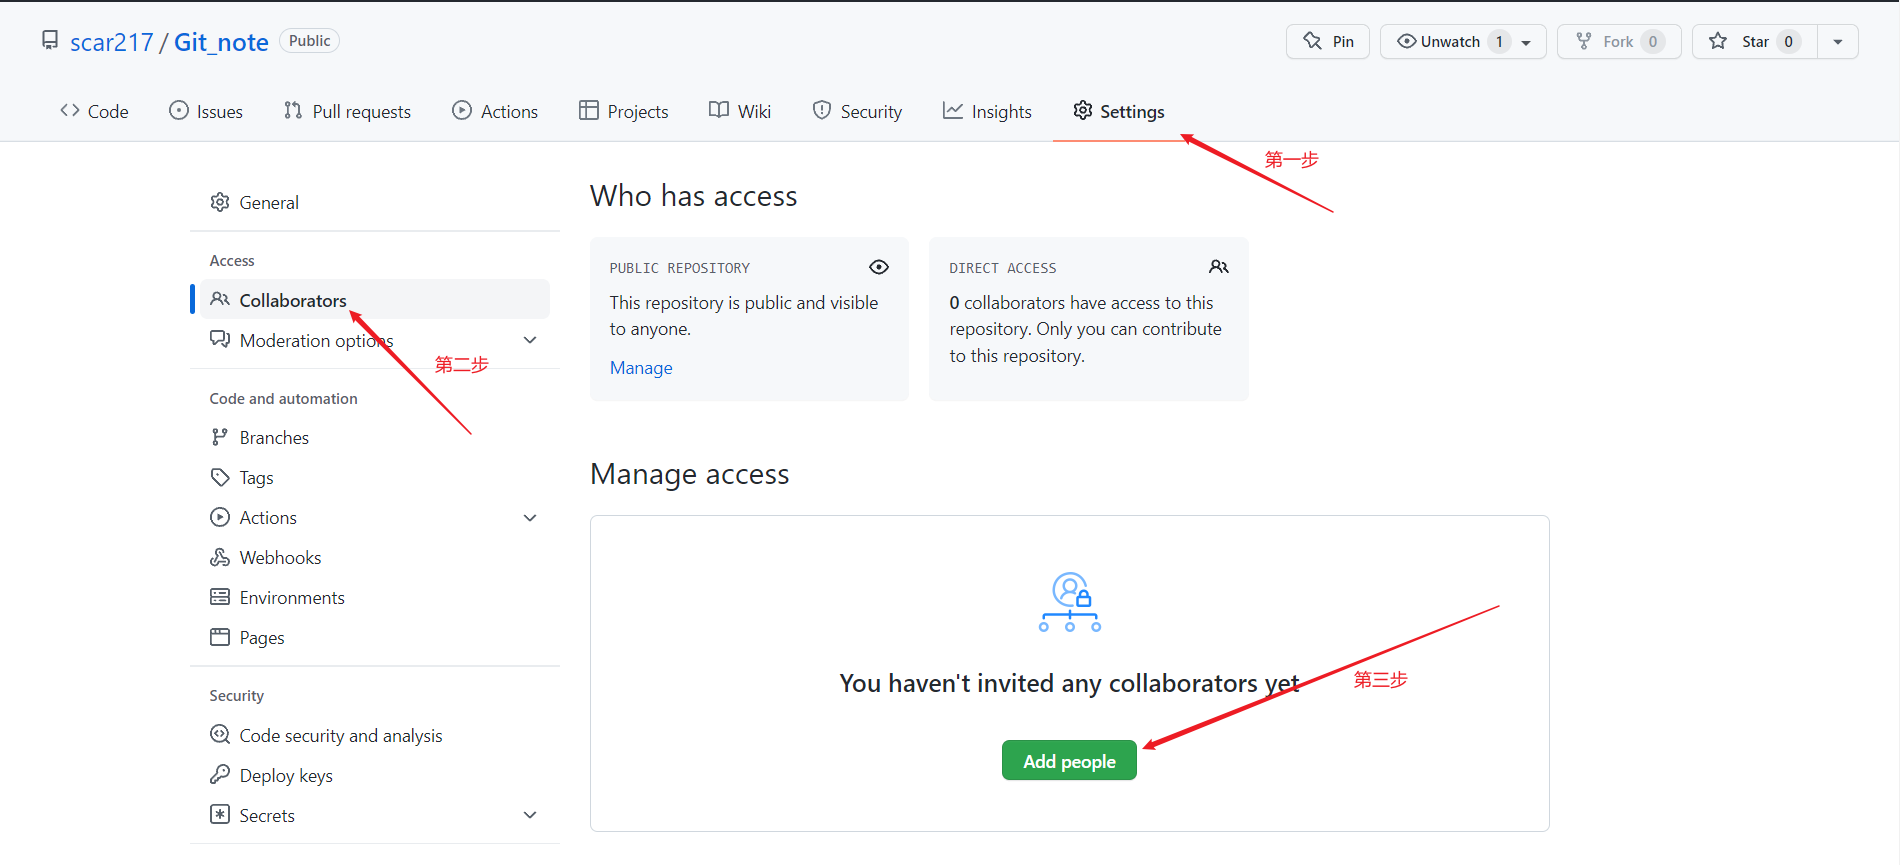 scar217 / Git_note Public
Pin Unwatch 1 Fork 0 Star 0
Code Issues Pull requests Actions Projects Wiki Security Insights Settings
第一步
General
Access
Collaborators
Moderation options
第二步
Code and automation
Branches
Tags
Actions
Webhooks
Environments
Pages
Security
Code security and analysis
Deploy keys
Secrets
Who has access
PUBLIC REPOSITORY
This repository is public and visible
to anyone.
Manage
DIRECT ACCESS
0 collaborators have access to this
repository. Only you can contribute
to this repository.
Manage access
You haven't invited any collaborators yet
第三步
Add people